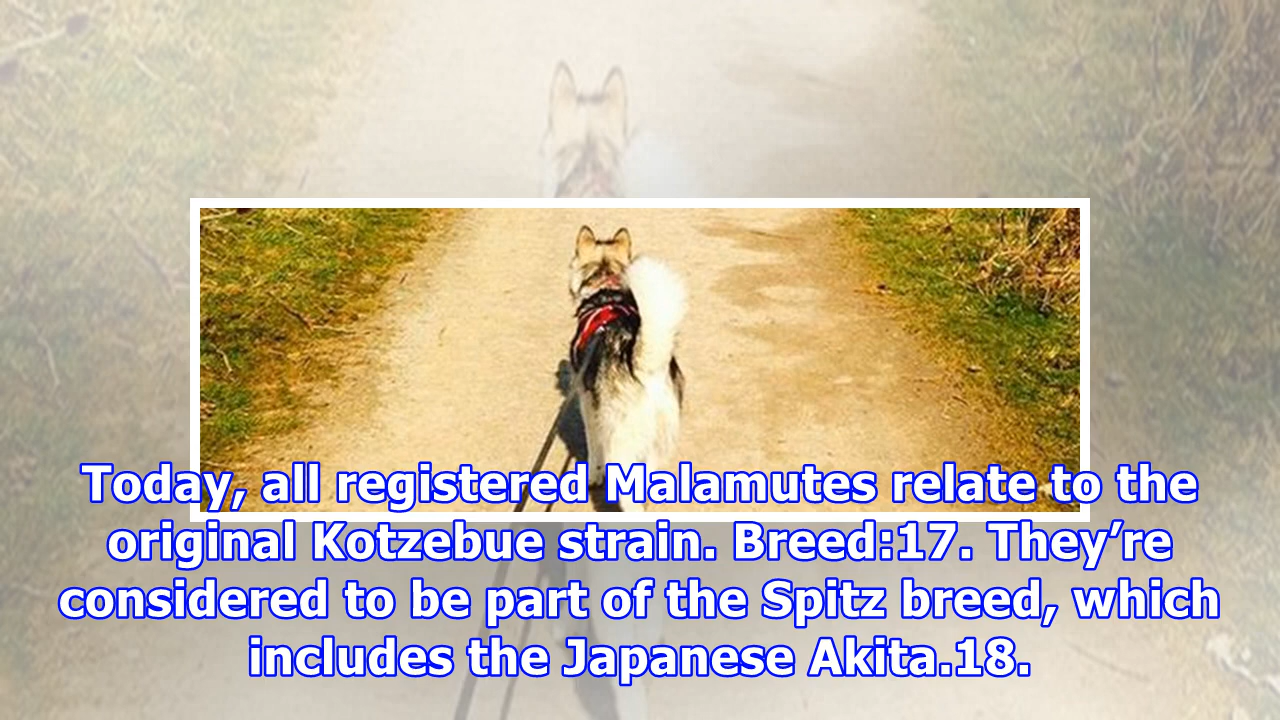 Today, all registered Malamutes relate to the
original Kotzebue strain. Breed:17. They’re
considered to be part of the Spitz breed, which
includes the Japanese Akita.18.